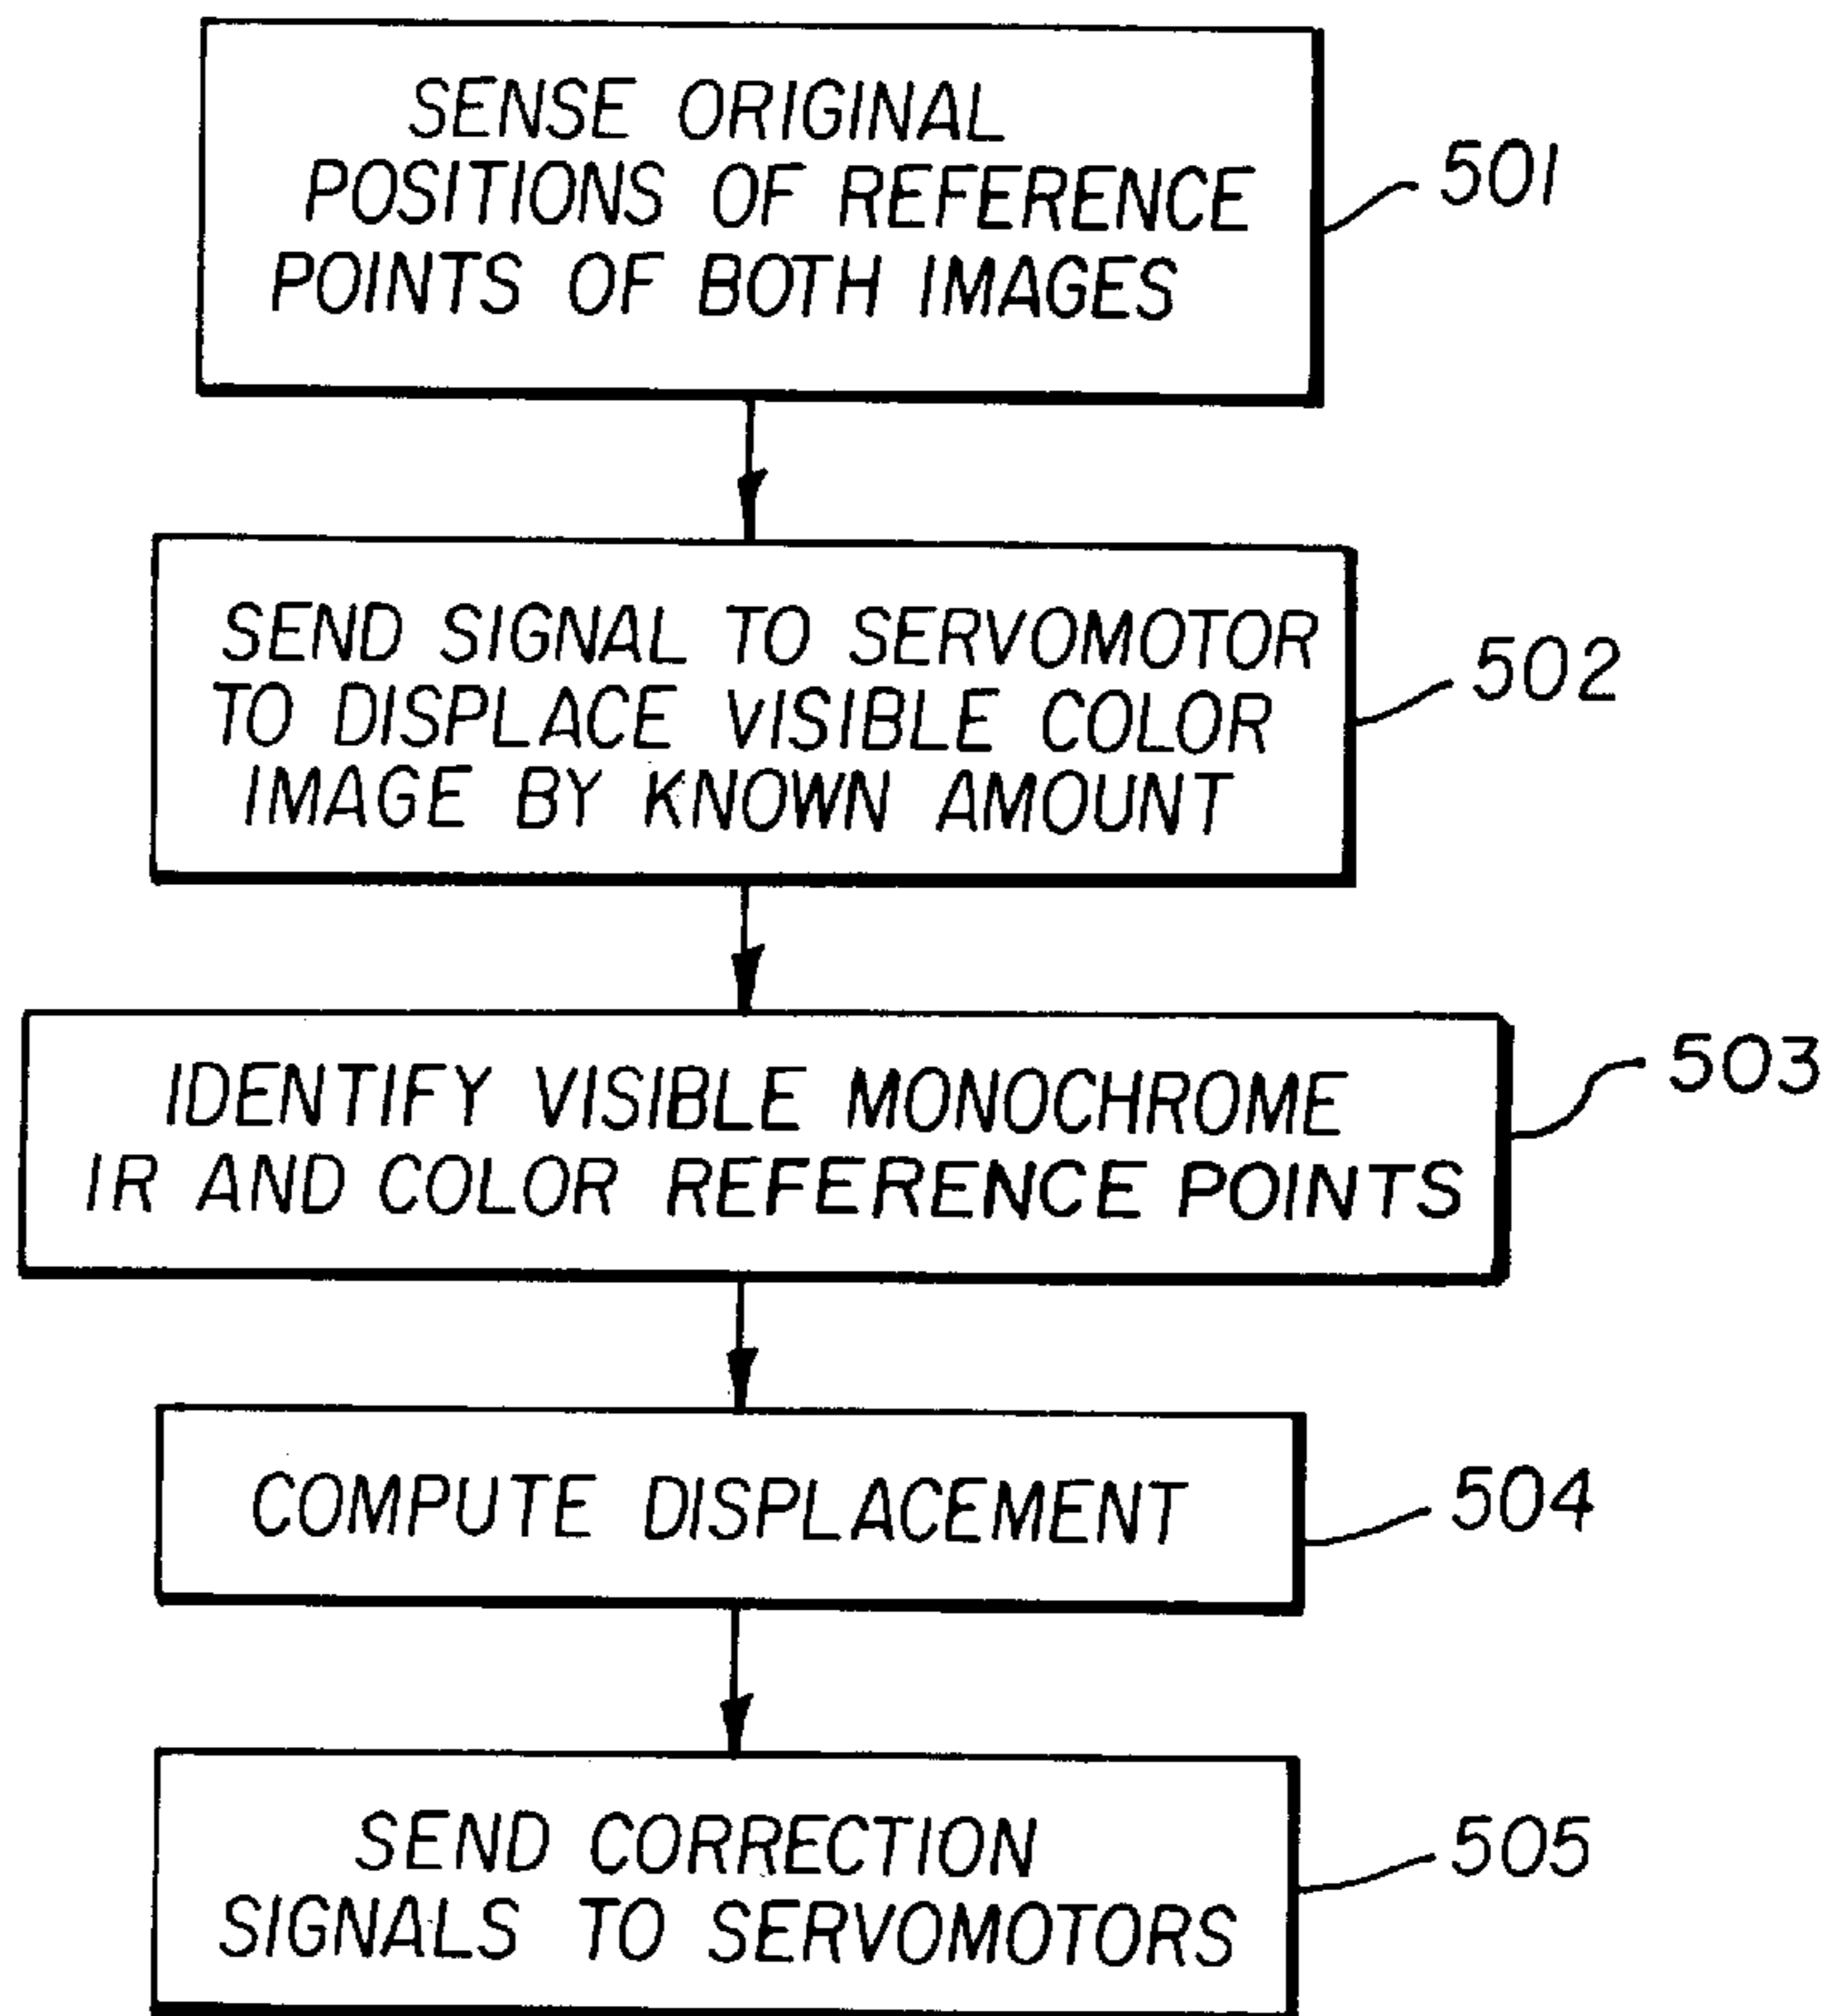 SENSE ORIGINAL
POSITIONS OF REFERENCE
POINTS OF BOTH IMAGES
501
SEND SIGNAL TO SERVOMOTOR
TO DISPLACE VISIBLE COLOR
IMAGE BY KNOWN AMOUNT
502
IDENTIFY VISIBLE MONOCHROME
IR AND COLOR REFERENCE POINTS
503
COMPUTE DISPLACEMENT
504
SEND CORRECTION
SIGNALS TO SERVOMOTORS
505